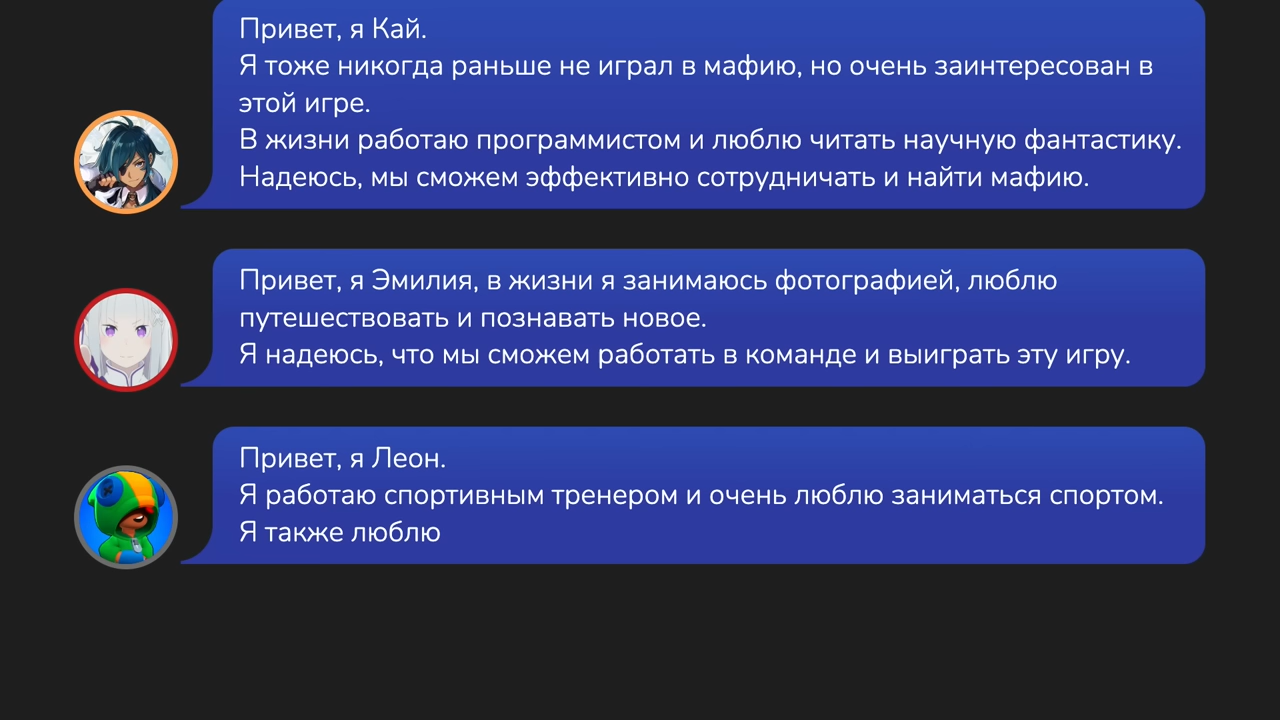 Привет, я Кай.
Я тоже никогда раньше не играл в мафию, но очень заинтересован в
этой игре.
В жизни работаю программистом и люблю читать научную фантастику.
Надеюсь, мы сможем эффективно сотрудничать и найти мафию.
Привет, я Эмилия, в жизни я занимаюсь фотографией, люблю
путешествовать и познавать новое.
Я надеюсь, что мы сможем работать в команде и выиграть эту игру.
Привет, я Леон.
Я работаю спортивным тренером и очень люблю заниматься спортом.
Я также люблю